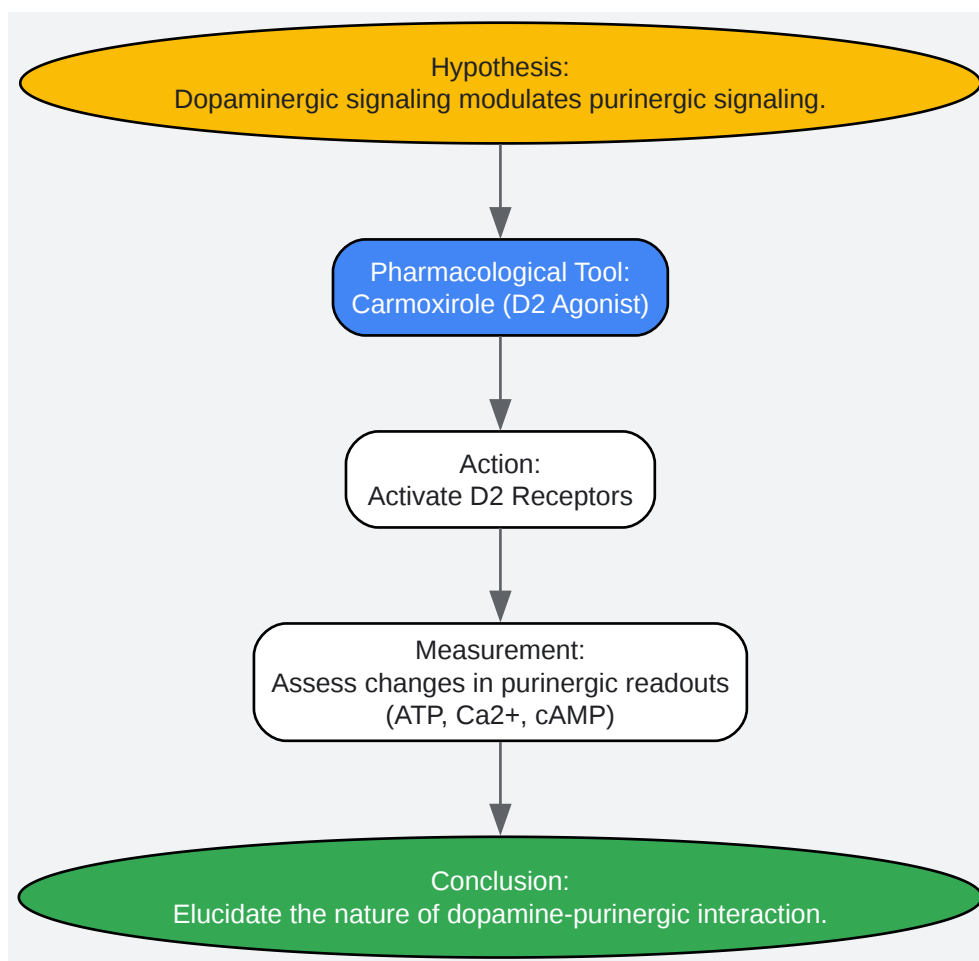 Hypothesis:
Dopaminergic signaling modulates purinergic signaling.
Pharmacological Tool:
Carmoxirole (D2 Agonist)
Action:
Activate D2 Receptors
Measurement:
Assess changes in purinergic readouts
(ATP, Ca2+, cAMP)
Conclusion:
Elucidate the nature of dopamine-purinergic interaction.